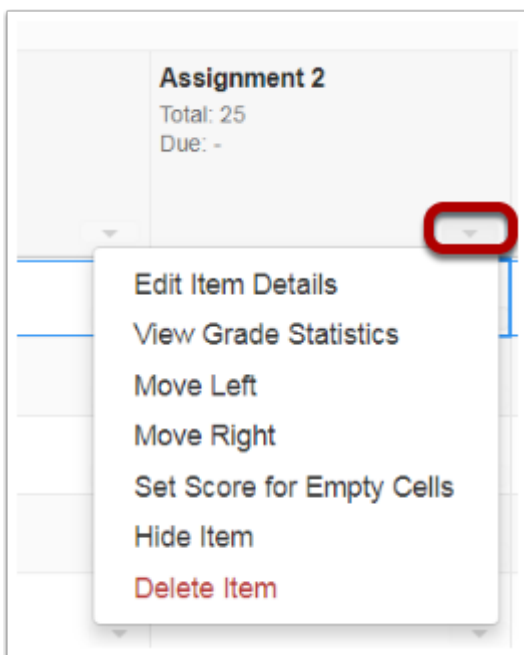 Assignment 2
Total: 25
Due: -
Edit Item Details
View Grade Statistics
Move Left
Move Right
Set Score for Empty Cells
Hide Item
Delete Item